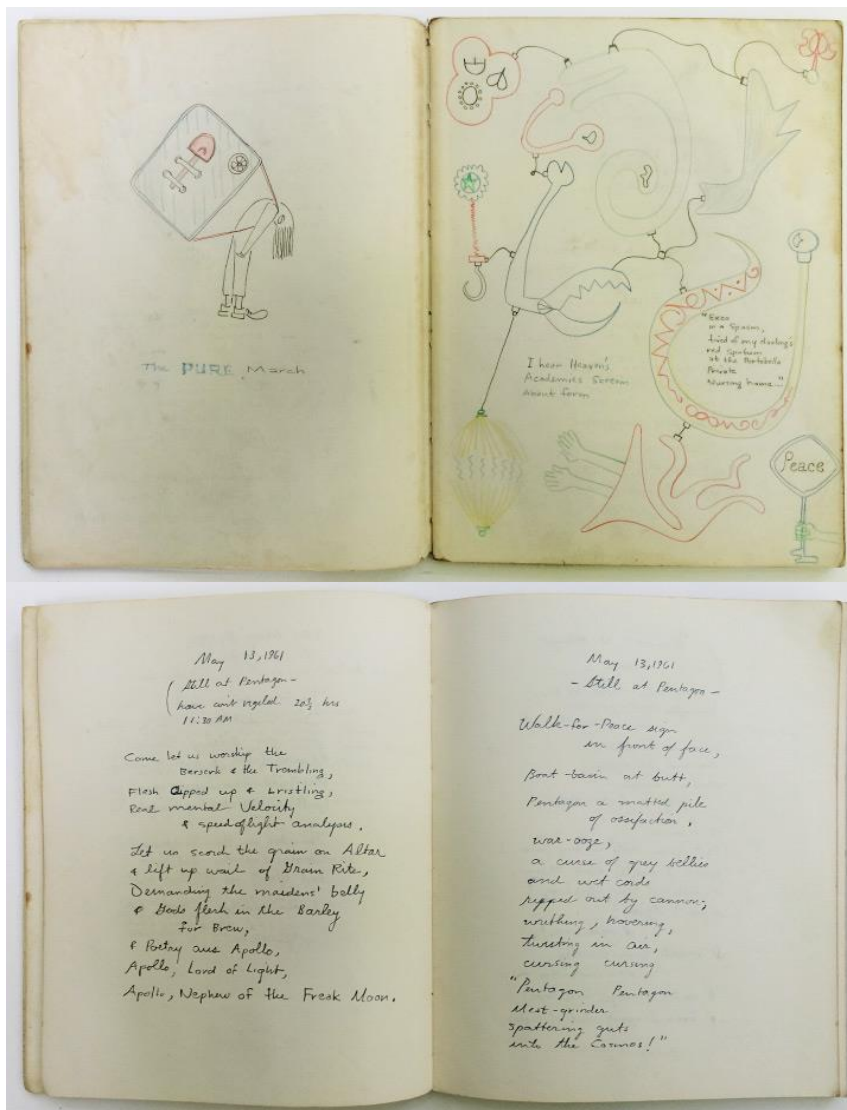 The PURE March
I hear Heaven's
Academies Scream
About form
"Seen
in a Spasm,
tired of my
red
at the Portobello
Private
Nursing home..."
Peace
May 13, 1961
(Still at Pentagon –
have cont vigiled 20½ hrs
11:30 AM
Come let us worship the
Berserk & the Trembling,
Flesh ripped up & bristling,
Real mental Velocity
& speed of light analysis.
Let us scorch the grain on Altar
& lift up wail of Grain Rite,
Demanding the maidens' belly
& Gods flesh in the Barley
for Brew,
& Poetry aus Apollo,
Apollo, Lord of Light,
Apollo, Nephew of the Freak Moon.
May 13, 1961
– Still at Pentagon –
Walk-for-Peace sign
in front of face,
Boat-basin at butt,
Pentagon a matted pile
of ossifaction,
war-ooze,
a curse of grey bellies
and wet cords
ripped out by cannon;
writhing, hovering,
twisting in air,
cursing cursing
"Pentagon Pentagon
Meat-grinder
spattering guts
into the Cosmos!"